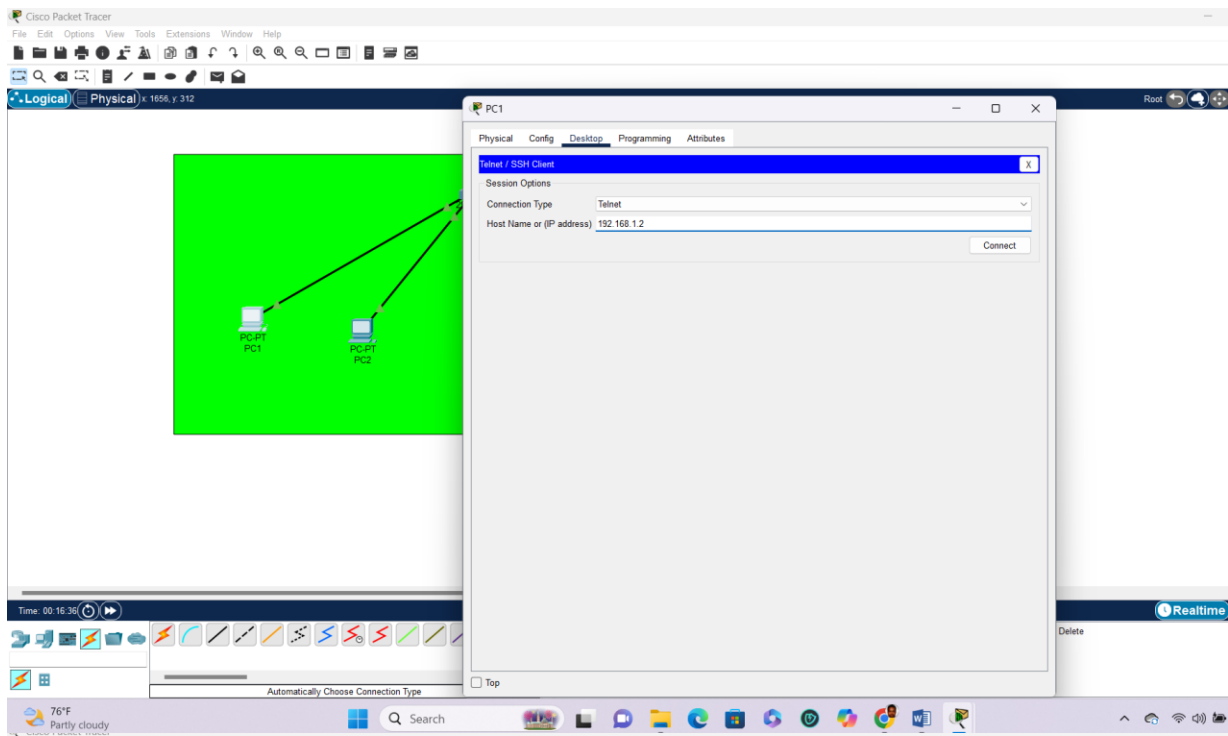 Cisco Packet Tracer
File Edit Options View Tools Extensions Window Help
Logical Physical x: 1656, y: 312
Root
PC1
Physical Config Desktop Programming Attributes
Telnet / SSH Client
X
Session Options
Connection Type Telnet
Host Name or (IP address) 192.168.1.2
Connect
PC-PT
PC1
PC-PT
PC2
Time: 00:16:36
Realtime
Delete
Top
Automatically Choose Connection Type
76°F
Partly cloudy
Search